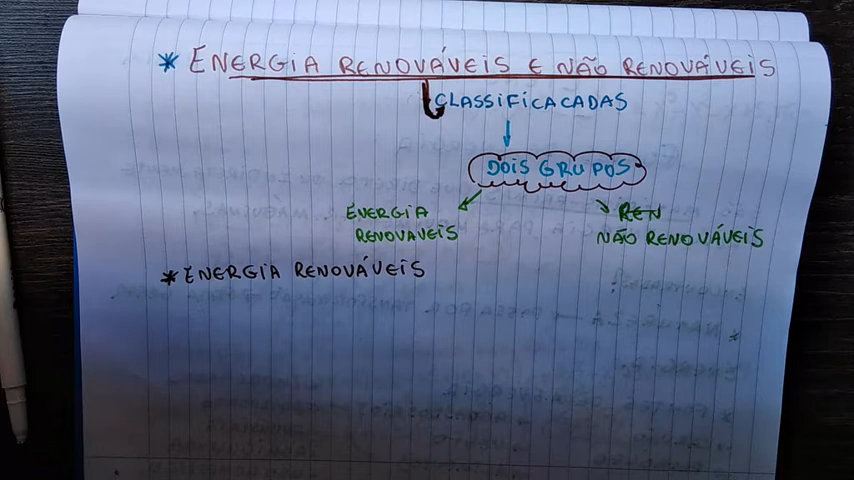 * ENERGIA RENOVÁVEIS E NÃO RENOVÁVEIS
CLASSIFICACADAS
DOIS GRUPOS
ENERGIA
RENOVAVEIS
REN
NÃO RENOVÁVEIS
* ENERGIA RENOVÁVEIS